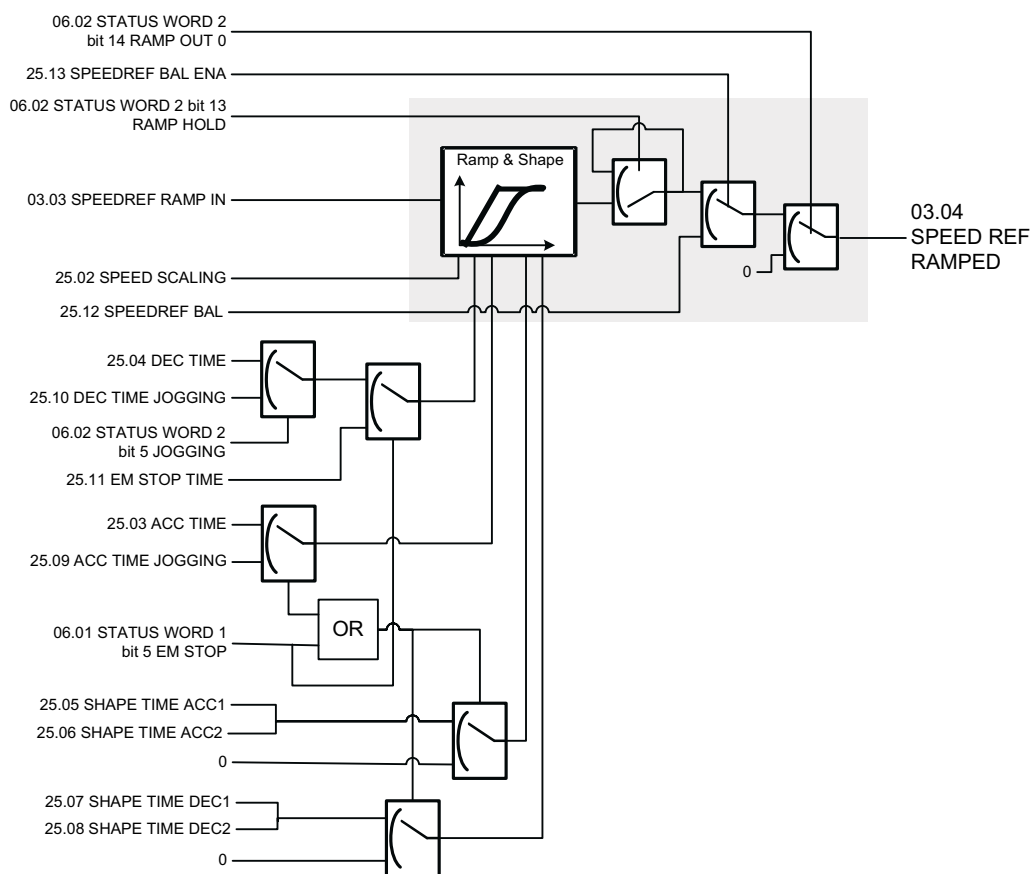 06.02 STATUS WORD 2
bit 14 RAMP OUT 0
25.13 SPEEDREF BAL ENA
06.02 STATUS WORD 2 bit 13
RAMP HOLD
Ramp & Shape
03.03 SPEEDREF RAMP IN
03.04
SPEED REF
RAMPED
0
25.02 SPEED SCALING
25.12 SPEEDREF BAL
25.04 DEC TIME
25.10 DEC TIME JOGGING
06.02 STATUS WORD 2
bit 5 JOGGING
25.11 EM STOP TIME
25.03 ACC TIME
25.09 ACC TIME JOGGING
OR
06.01 STATUS WORD 1
bit 5 EM STOP
25.05 SHAPE TIME ACC1
25.06 SHAPE TIME ACC2
0
25.07 SHAPE TIME DEC1
25.08 SHAPE TIME DEC2
0